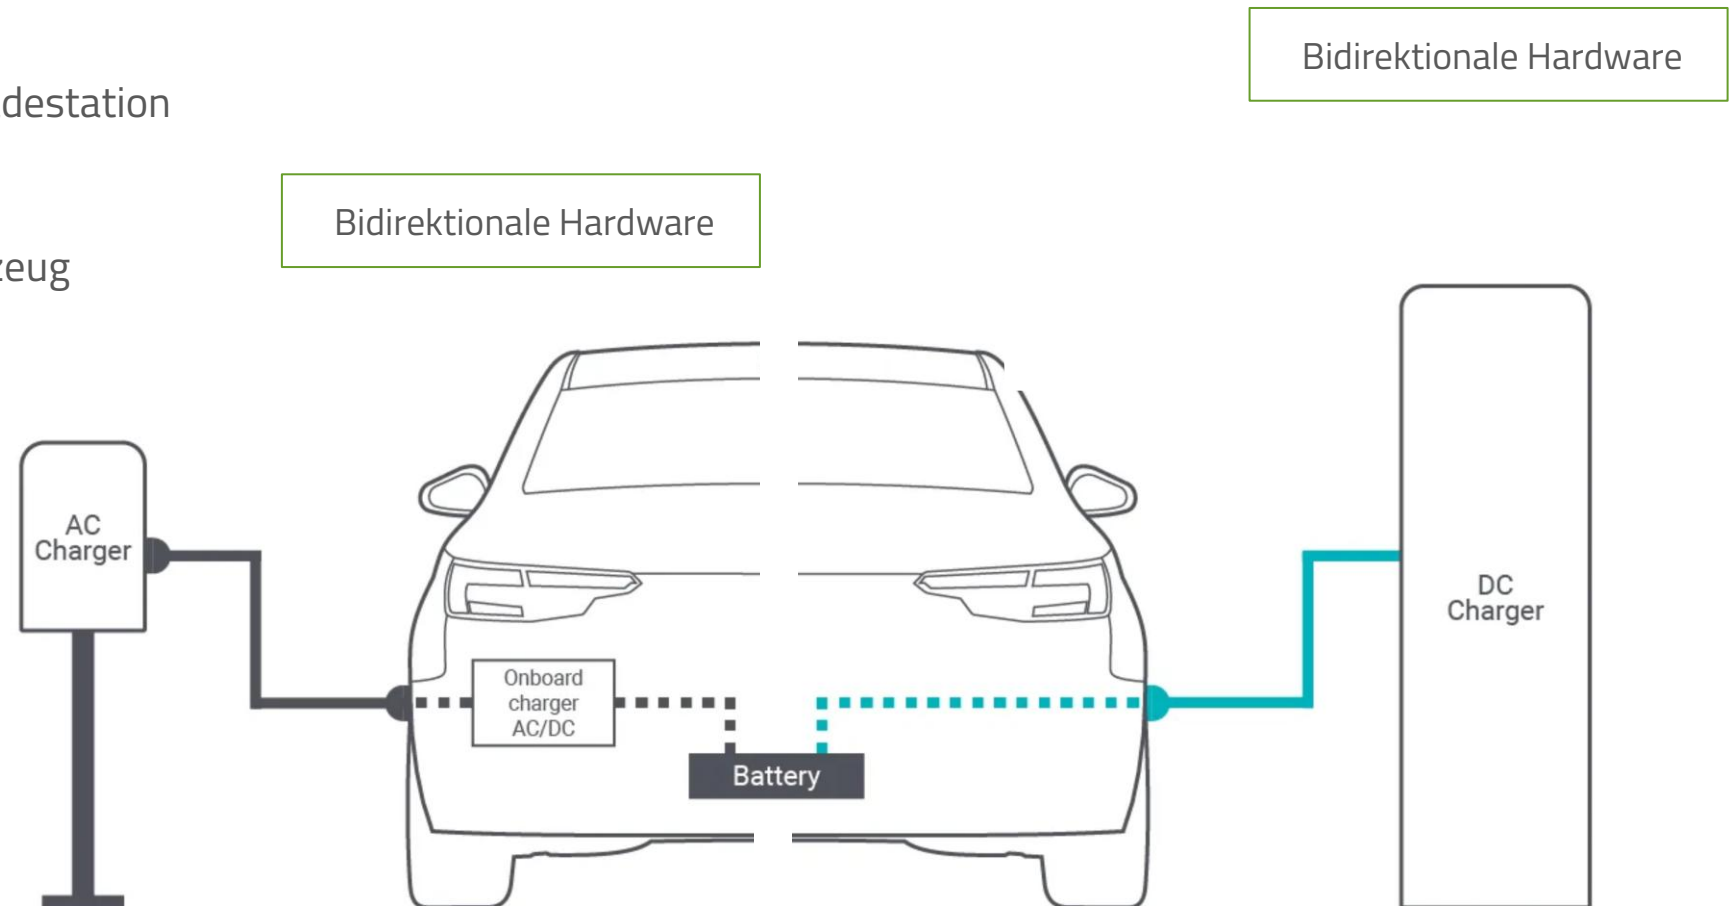 Bidirektionale Hardware
destation
Bidirektionale Hardware
zeug
AC
Charger
DC
Charger
Onboard
charger
AC/DC
Battery